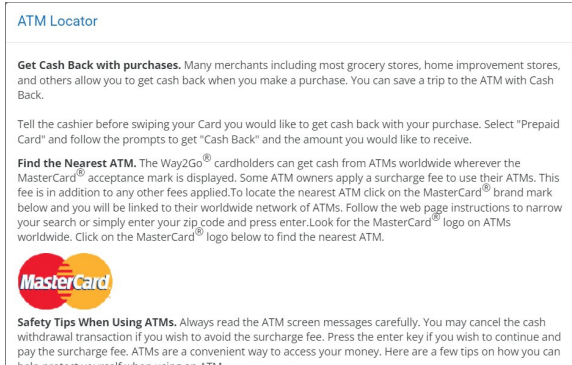 ATM Locator
Get Cash Back with purchases. Many merchants including most grocery stores, home improvement stores,
and others allow you to get cash back when you make a purchase. You can save a trip to the ATM with Cash
Back.
Tell the cashier before swiping your Card you would like to get cash back with your purchase. Select "Prepaid
Card" and follow the prompts to get "Cash Back" and the amount you would like to receive.
Find the Nearest ATM. The Way2Go® cardholders can get cash from ATMs worldwide wherever the
MasterCard® acceptance mark is displayed. Some ATM owners apply a surcharge fee to use their ATMs. This
fee is in addition to any other fees applied.To locate the nearest ATM click on the MasterCard® brand mark
below and you will be linked to their worldwide network of ATMs. Follow the web page instructions to narrow
your search or simply enter your zip code and press enter.Look for the MasterCard® logo on ATMs
worldwide. Click on the MasterCard® logo below to find the nearest ATM.
MasterCard
Safety Tips When Using ATMs. Always read the ATM screen messages carefully. You may cancel the cash
withdrawal transaction if you wish to avoid the surcharge fee. Press the enter key if you wish to continue and
pay the surcharge fee. ATMs are a convenient way to access your money. Here are a few tips on how you can
help protect yourself when using an ATM